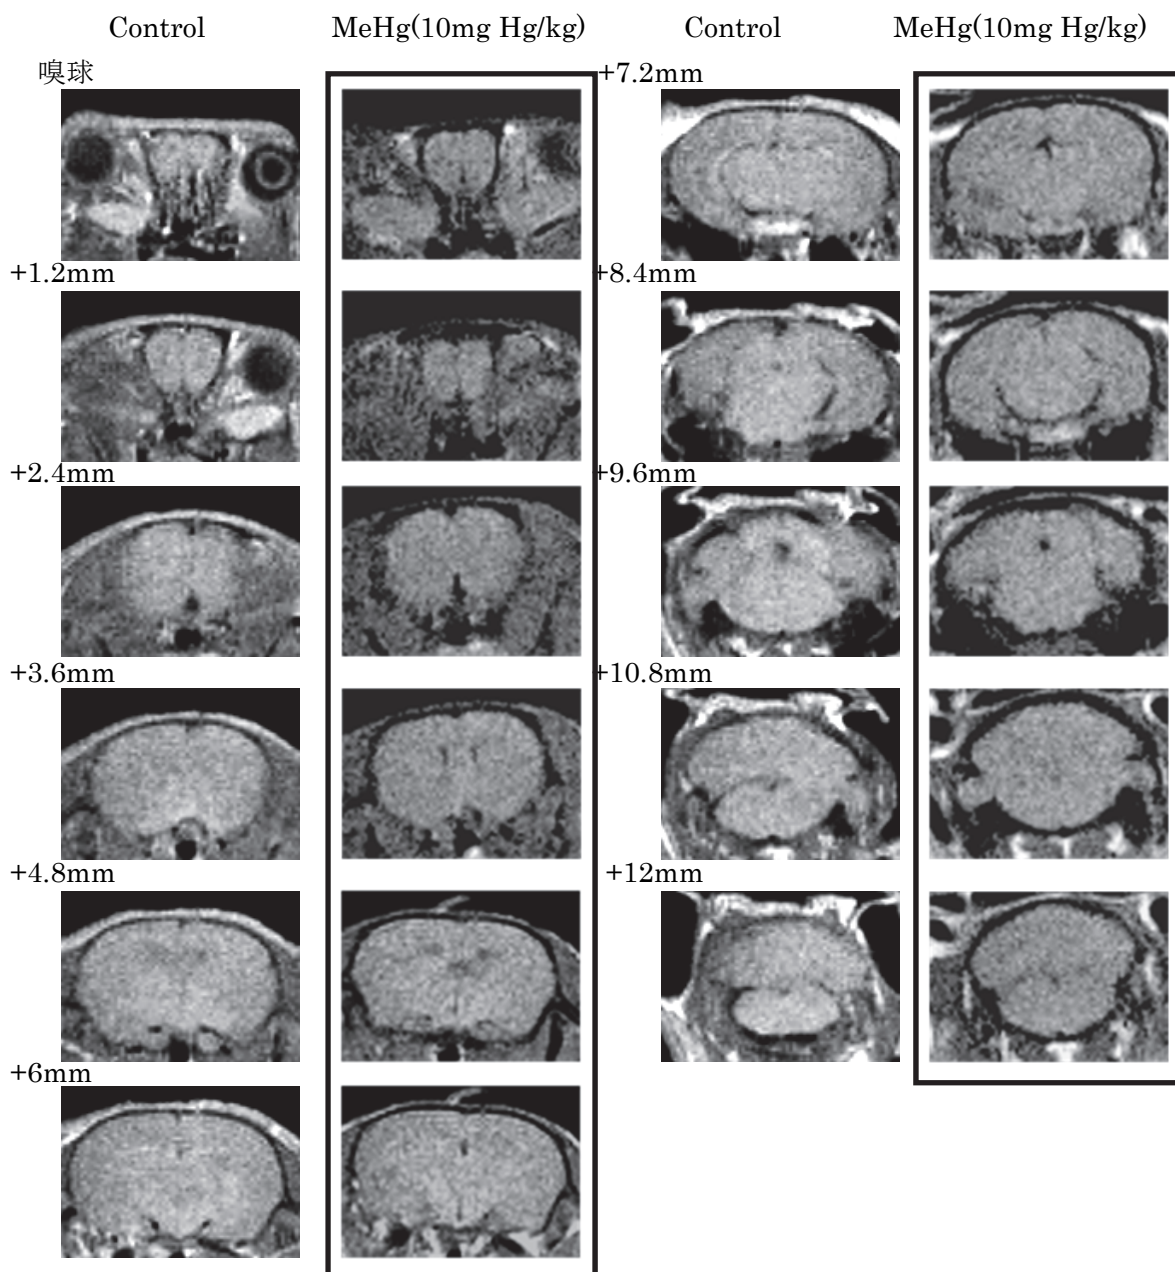 Control MeHg(10mg Hg/kg) Control MeHg(10mg Hg/kg)
嗅球
+1.2mm
+2.4mm
+3.6mm
+4.8mm
+6mm
+7.2mm
+8.4mm
+9.6mm
+10.8mm
+12mm